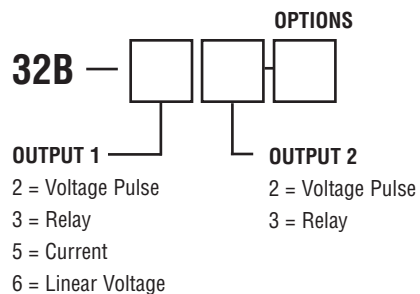 OPTIONS
32B —
OUTPUT 1
2 = Voltage Pulse
3 = Relay
5 = Current
6 = Linear Voltage
OUTPUT 2
2 = Voltage Pulse
3 = Relay